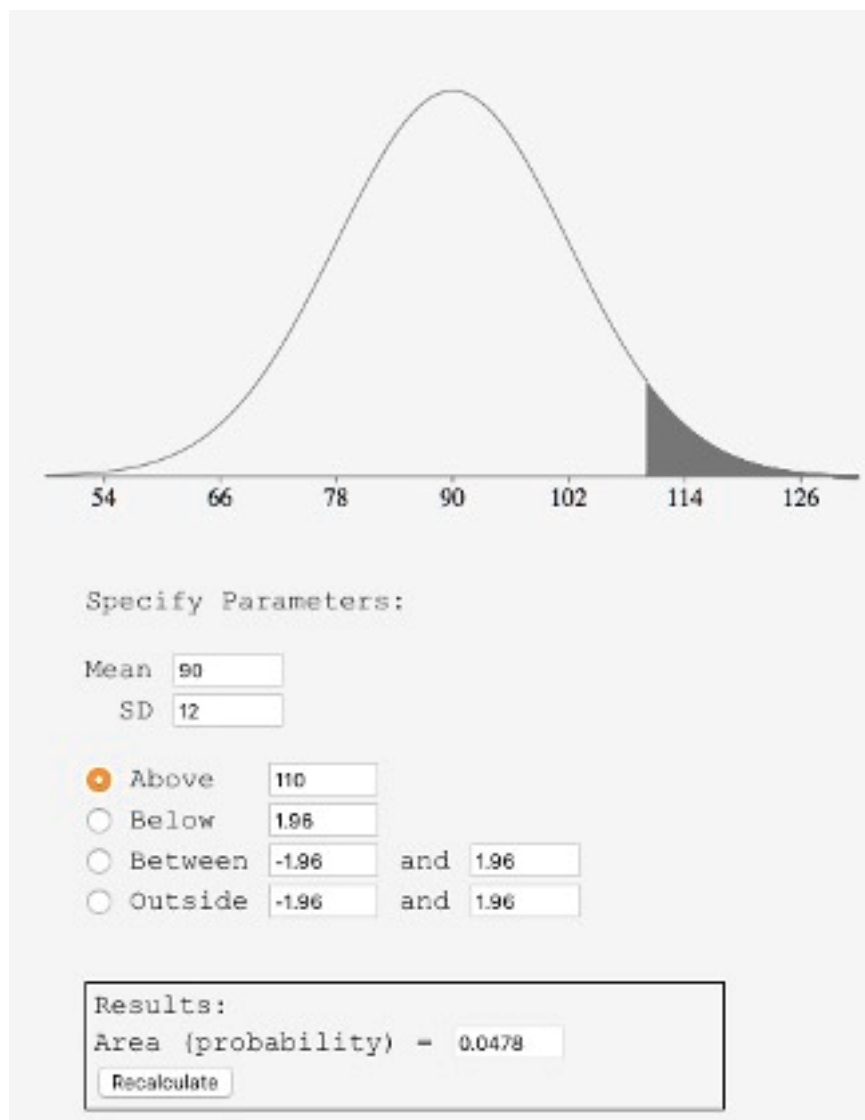 54 66 78 90 102 114 126
Specify Parameters:
Mean 90
SD 12
Above 110
Below 1.96
Between -1.96 and 1.96
Outside -1.96 and 1.96
Results:
Area (probability) = 0.0478
Recalculate